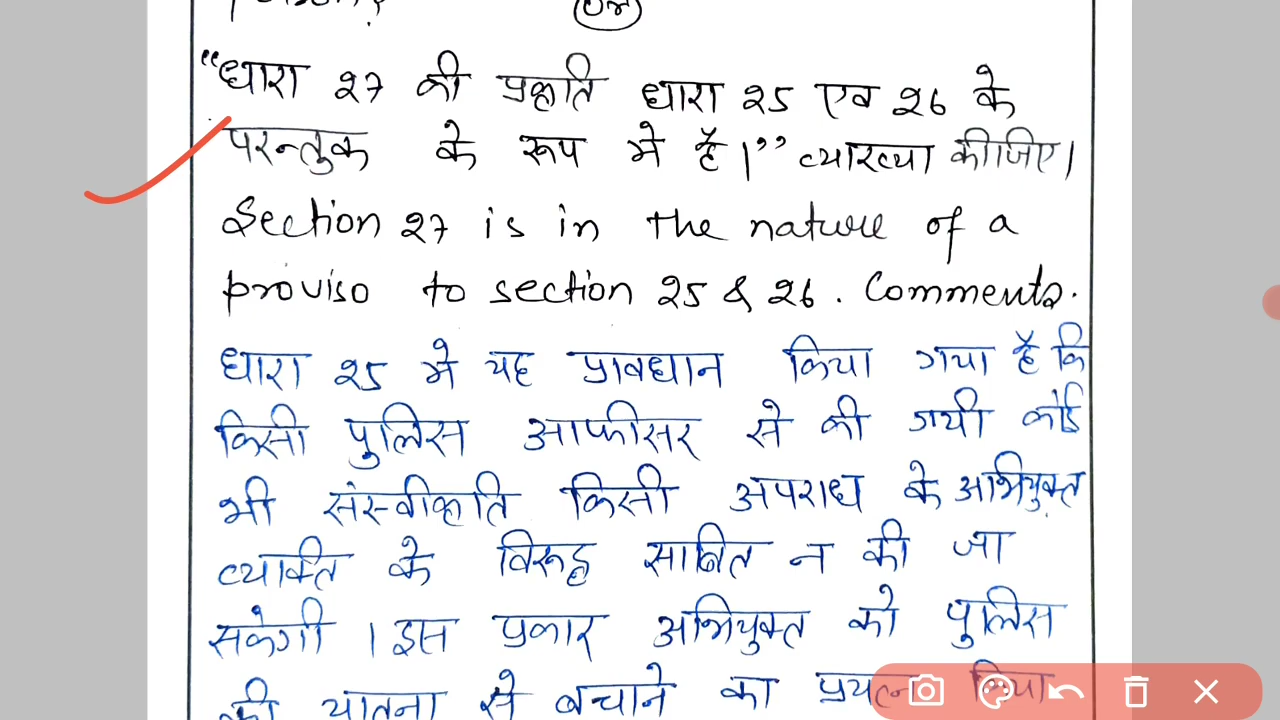 Or
"धारा 27 की प्रकृति धारा 25 एव 26 के
परन्तुक के रूप मे है।" व्याख्या कीजिए।
Section 27 is in the nature of a
proviso to section 25 & 26. Comments.
धारा 25 मे यह प्रावधान किया गया है कि
किसी पुलिस आफीसर से की गयी कोई
भी संस्वीकृति किसी अपराध के अभियुक्त
व्यक्ति के विरूद्ध साबित न की जा
सकेगी । इस प्रकार अभियुक्त को पुलिस
की यातना से बचाने का प्रयत्न किया